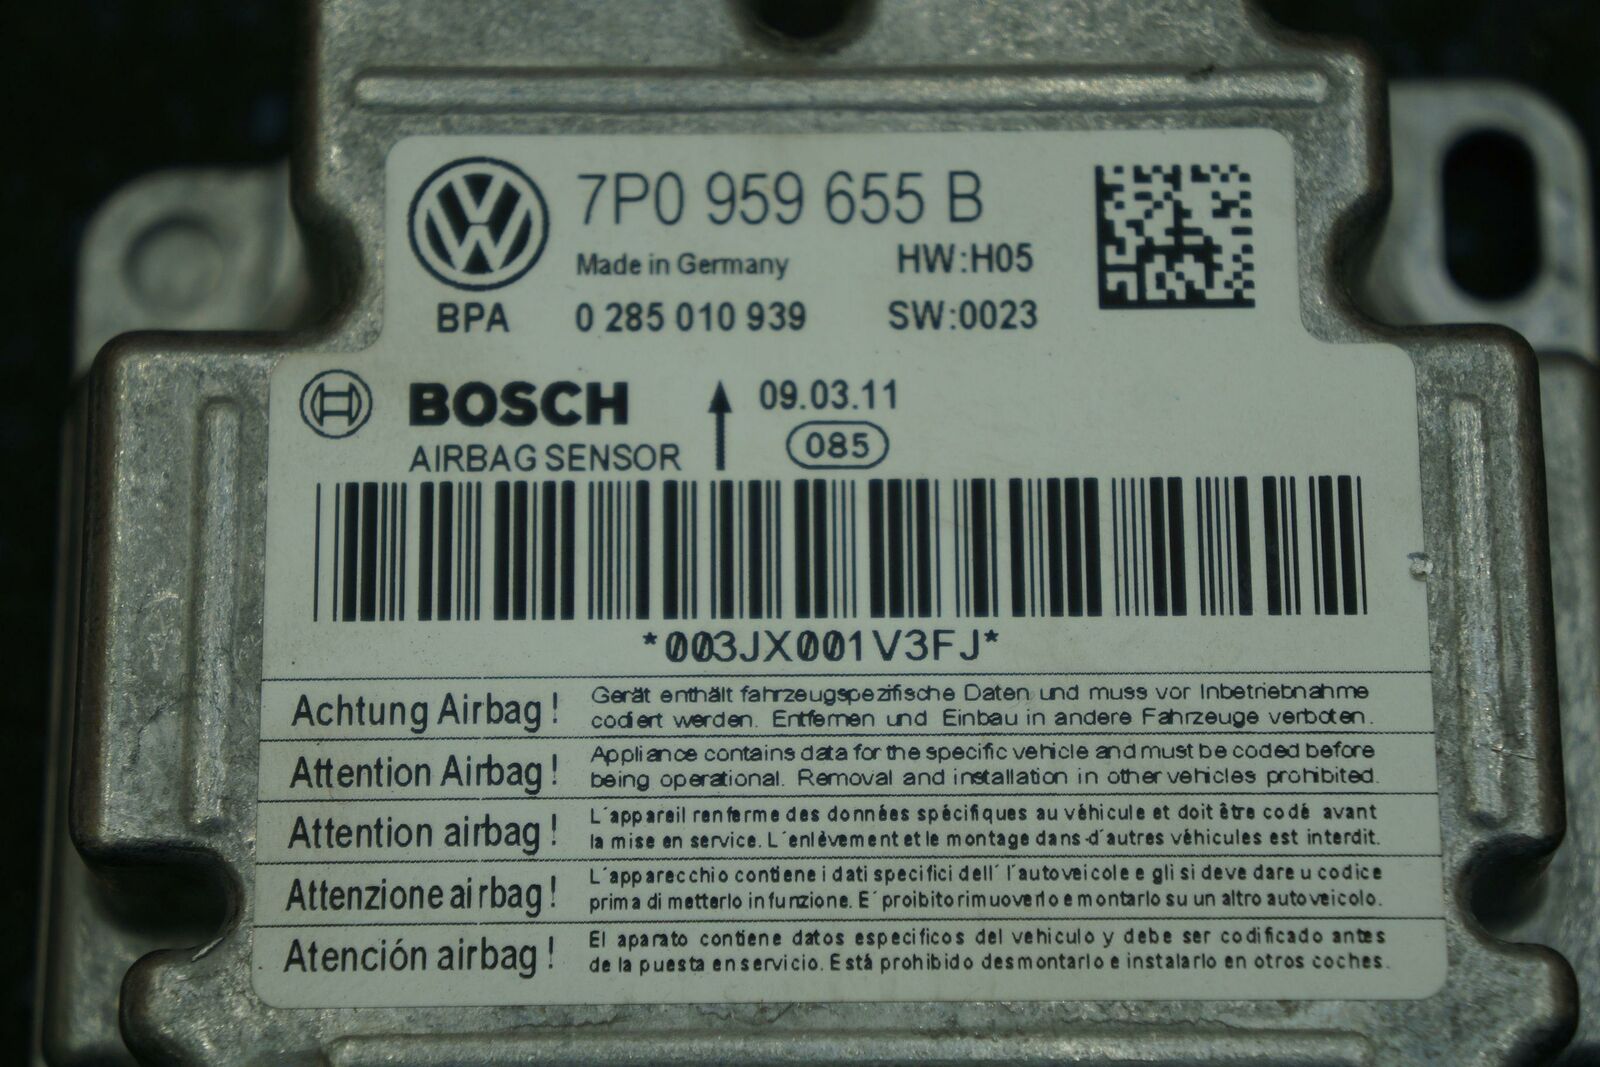 7P0 959 655 B
Made in Germany HW:H05
BPA 0 285 010 939 SW:0023
BOSCH 09.03.11
AIRBAG SENSOR 085
*003JX001V3FJ*
Achtung Airbag! Gerät enthält fahrzeugspezifische Daten und muss vor Inbetriebnahme
codiert werden. Entfernen und Einbau in andere Fahrzeuge verboten.
Attention Airbag! Appliance contains data for the specific vehicle and must be coded before
being operational. Removal and installation in other vehicles prohibited.
Attention airbag! L´appareil renferme des données spécifiques au véhicule et doit être codé avant
la mise en service. L´enlèvement et le montage dans d´autres véhicules est interdit.
Attenzione airbag! L´apparecchio contiene i dati specifici dell´ l´autoveicolo e gli si deve dare u codice
prima di metterlo in funzione. E´ proibito rimuoverlo e montarlo su un altro autoveicolo.
Atención airbag! El aparato contiene datos especificos del vehiculo y debe ser codificado antes
de la puesta en servicio. Está prohibido desmontarlo e instalarlo en otros coches.